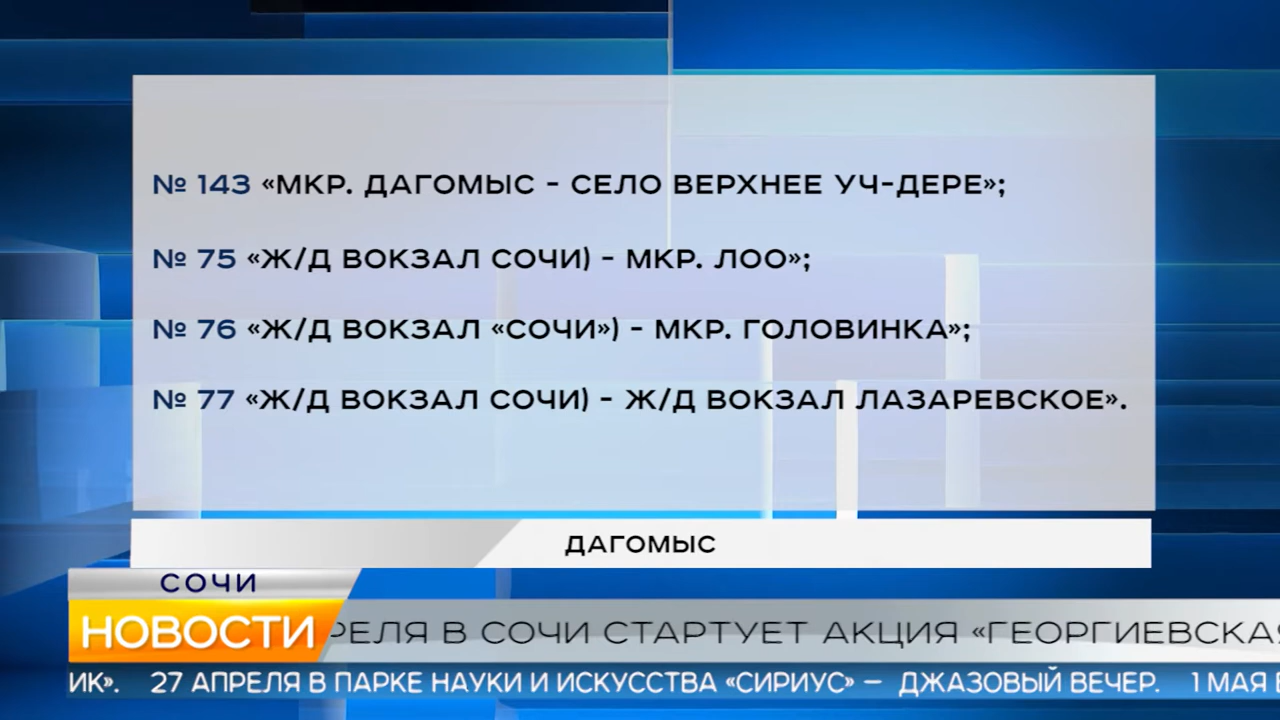 № 143 «МКР. ДАГОМЫС - СЕЛО ВЕРХНЕЕ УЧ-ДЕРЕ»;
№ 75 «Ж/Д ВОКЗАЛ СОЧИ) - МКР. ЛОО»;
№ 76 «Ж/Д ВОКЗАЛ «СОЧИ») - МКР. ГОЛОВИНКА»;
№ 77 «Ж/Д ВОКЗАЛ СОЧИ) - Ж/Д ВОКЗАЛ ЛАЗАРЕВСКОЕ».
ДАГОМЫС
СОЧИ
НОВОСТИ
РЕЛЯ В СОЧИ СТАРТУЕТ АКЦИЯ «ГЕОРГИЕВСКАЯ
ИК». 27 АПРЕЛЯ В ПАРКЕ НАУКИ И ИСКУССТВА «СИРИУС» — ДЖАЗОВЫЙ ВЕЧЕР. 1 МАЯ